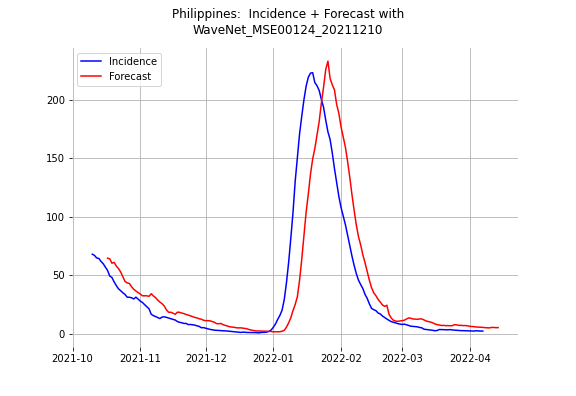 Philippines:  Incidence + Forecast with
WaveNet_MSE00124_20211210
Incidence
Forecast
200
150
100
50
0
2021-10 2021-11 2021-12 2022-01 2022-02 2022-03 2022-04